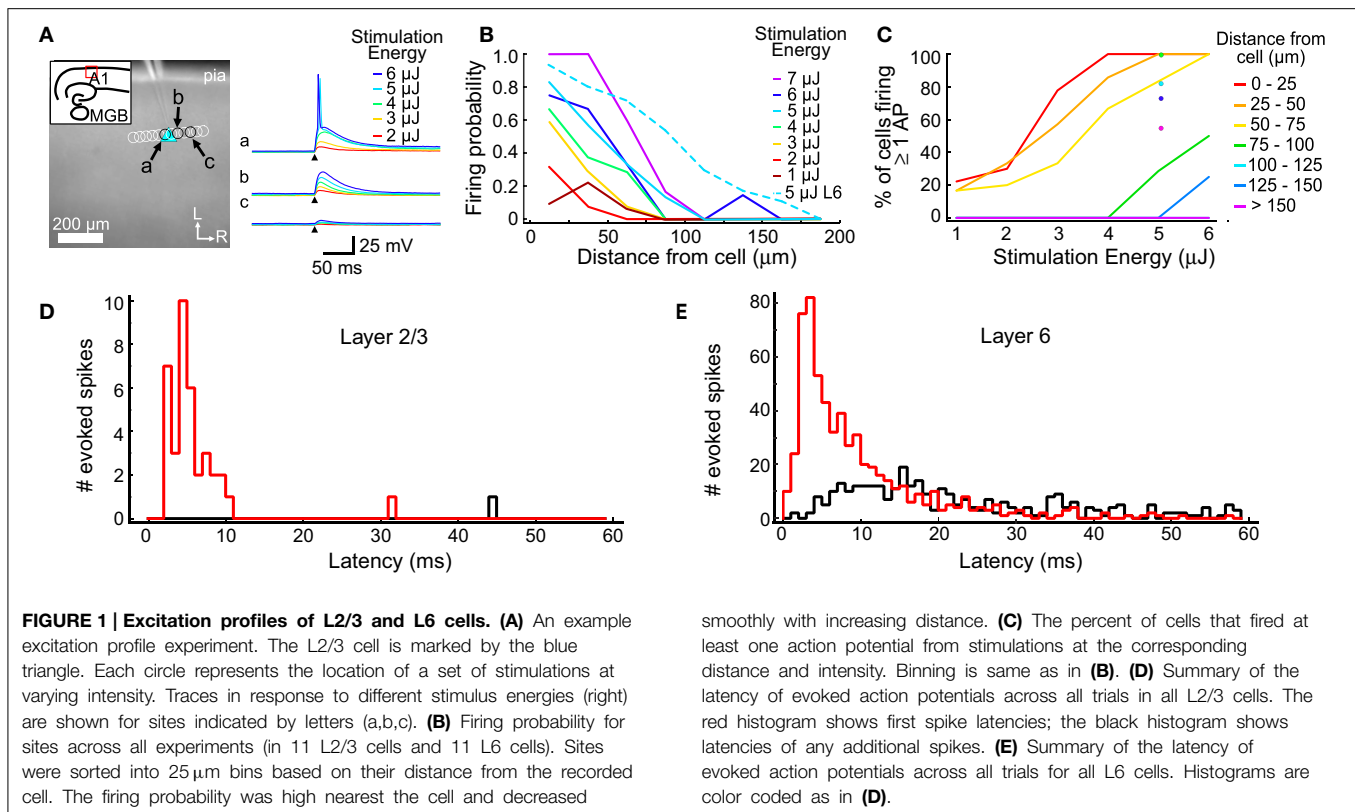 A
A1
MGB
pia
b
a
c
200 µm
L
R
Stimulation
Energy
6 µJ
5 µJ
4 µJ
3 µJ
2 µJ
a
b
c
25 mV
50 ms
B
Firing probability
1.0
0.8
0.6
0.4
0.2
0
0 50 100 150 200
Distance from cell (µm)
Stimulation
Energy
7 µJ
6 µJ
5 µJ
4 µJ
3 µJ
2 µJ
1 µJ
5 µJ L6
C
% of cells firing
≥ 1 AP
100
80
60
40
20
0
1 2 3 4 5 6
Stimulation Energy (µJ)
Distance from
cell (µm)
0 - 25
25 - 50
50 - 75
75 - 100
100 - 125
125 - 150
> 150
D
Layer 2/3
# evoked spikes
10
8
6
4
2
0
0 10 20 30 40 50 60
Latency (ms)
E
Layer 6
# evoked spikes
80
60
40
20
0
0 10 20 30 40 50 60
Latency (ms)
FIGURE 1 | Excitation profiles of L2/3 and L6 cells. (A) An example
excitation profile experiment. The L2/3 cell is marked by the blue
triangle. Each circle represents the location of a set of stimulations at
varying intensity. Traces in response to different stimulus energies (right)
are shown for sites indicated by letters (a,b,c). (B) Firing probability for
sites across all experiments (in 11 L2/3 cells and 11 L6 cells). Sites
were sorted into 25 µm bins based on their distance from the recorded
cell. The firing probability was high nearest the cell and decreased
smoothly with increasing distance. (C) The percent of cells that fired at
least one action potential from stimulations at the corresponding
distance and intensity. Binning is same as in (B). (D) Summary of the
latency of evoked action potentials across all trials in all L2/3 cells. The
red histogram shows first spike latencies; the black histogram shows
latencies of any additional spikes. (E) Summary of the latency of
evoked action potentials across all trials for all L6 cells. Histograms are
color coded as in (D).